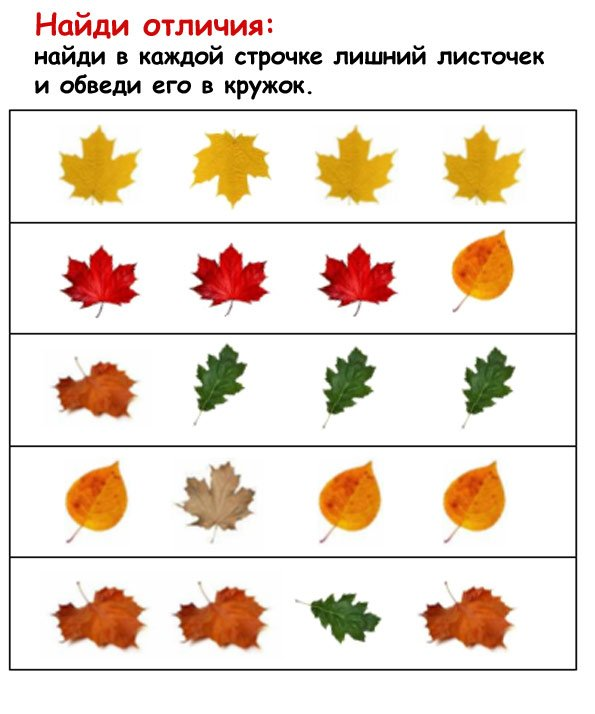 Найди отличия:
найди в каждой строчке лишний листочек
и обведи его в кружок.